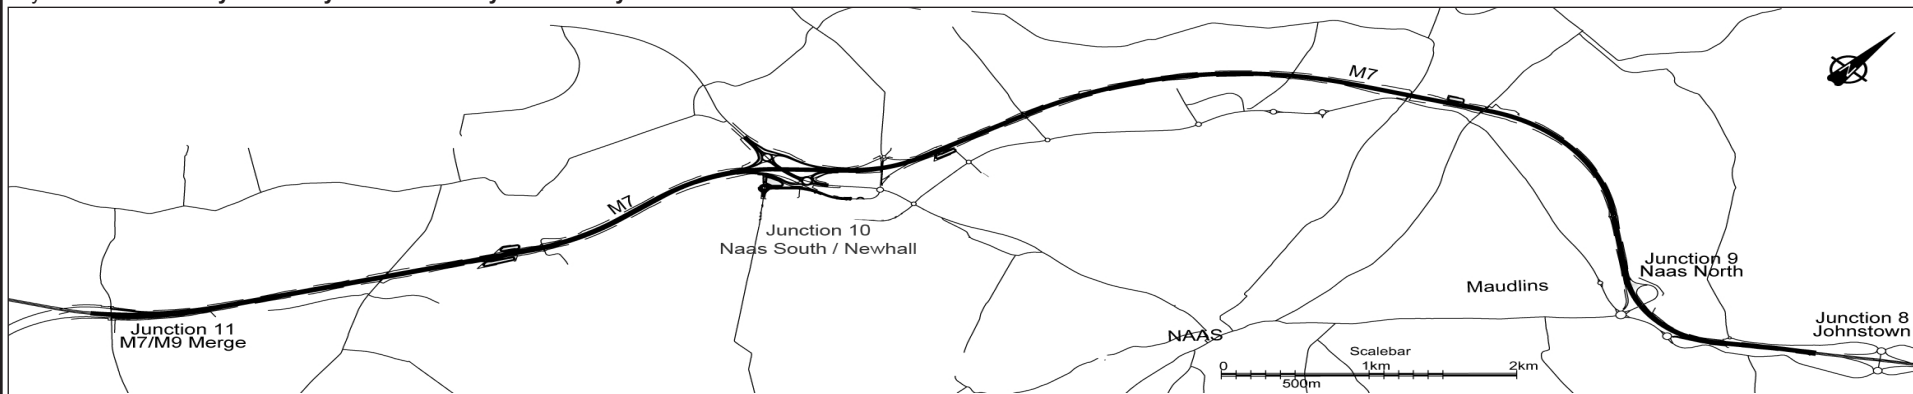 M7
M7
Junction 10
Naas South / Newhall
Junction 9
Naas North
Maudlins
Junction 8
Johnstown
Junction 11
M7/M9 Merge
NAAS
Scalebar
0 1km 2km
500m